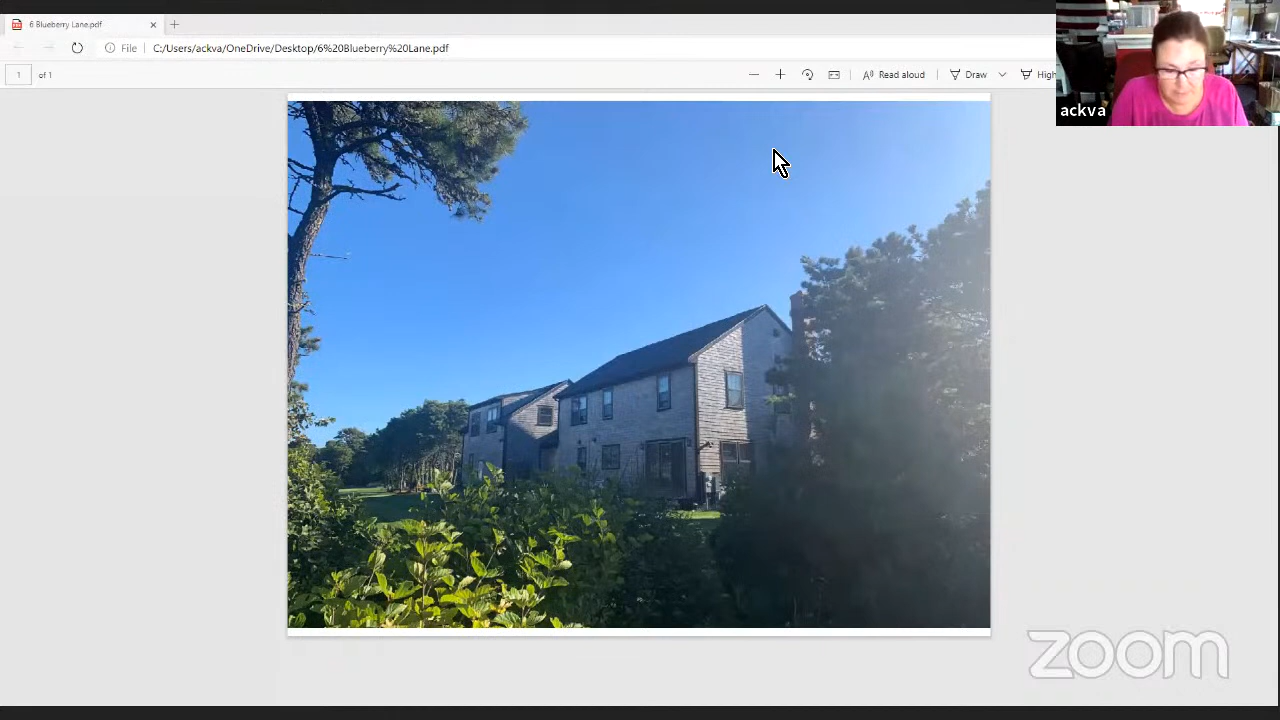 6 Blueberry Lane.pdf
File
C:/Users/ackva/OneDrive/Desktop/6%20Blueberry%20Lane.pdf
1 of 1
Read aloud
Draw
High
ackva
zoom